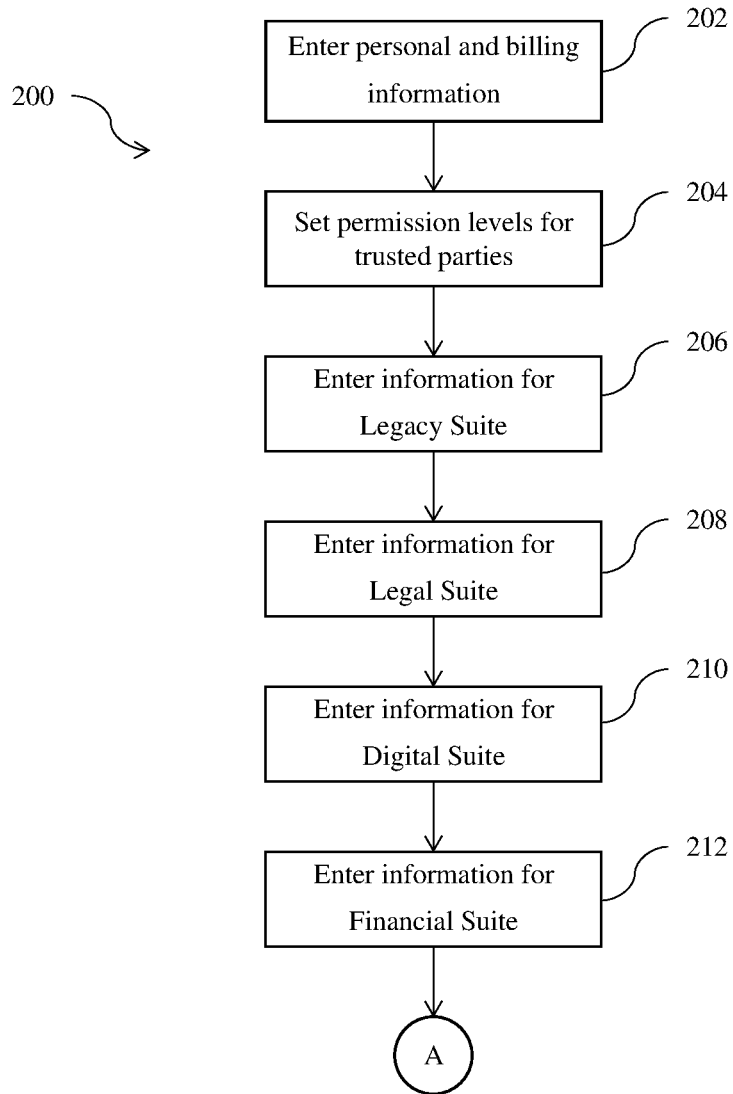 202
Enter personal and billing
information
200
204
Set permission levels for
trusted parties
206
Enter information for
Legacy Suite
208
Enter information for
Legal Suite
210
Enter information for
Digital Suite
212
Enter information for
Financial Suite
A